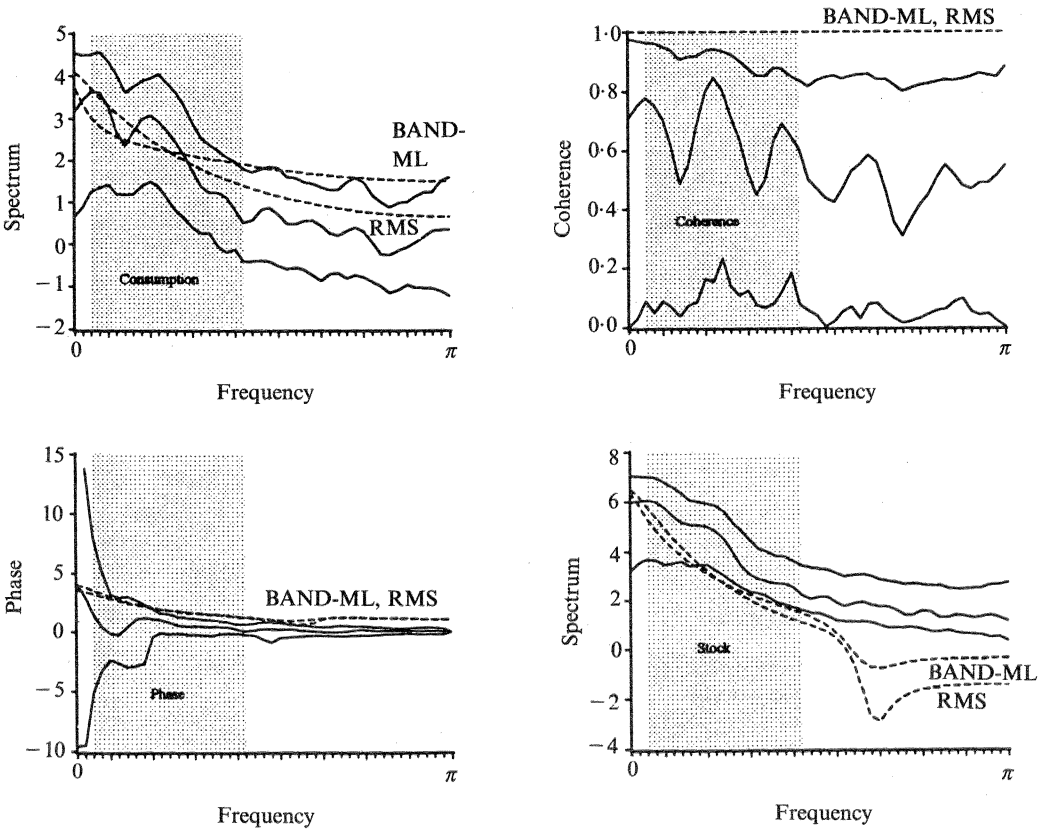 BAND-ML, RMS
5
4
3
2
1
0
−1
−2
Spectrum
BAND-
ML
RMS
Consumption
0
π
Frequency
1·0
0·8
0·6
0·4
0·2
0·0
Coherence
Coherence
0
π
Frequency
15
10
5
0
−5
−10
Phase
BAND-ML, RMS
Phase
0
π
Frequency
8
6
4
2
0
−2
−4
Spectrum
Stock
BAND-ML
RMS
0
π
Frequency